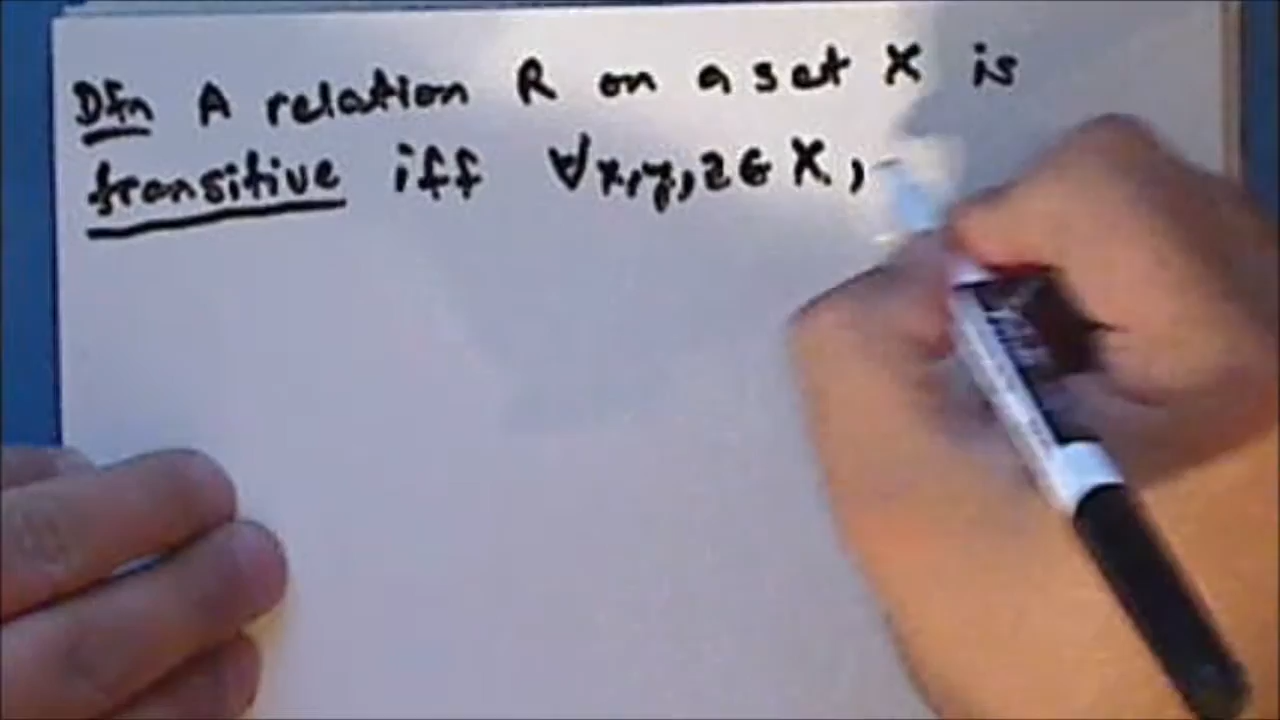 Dfn A relation R on a set X is
transitive iff ∀x,y,z ∈ X,